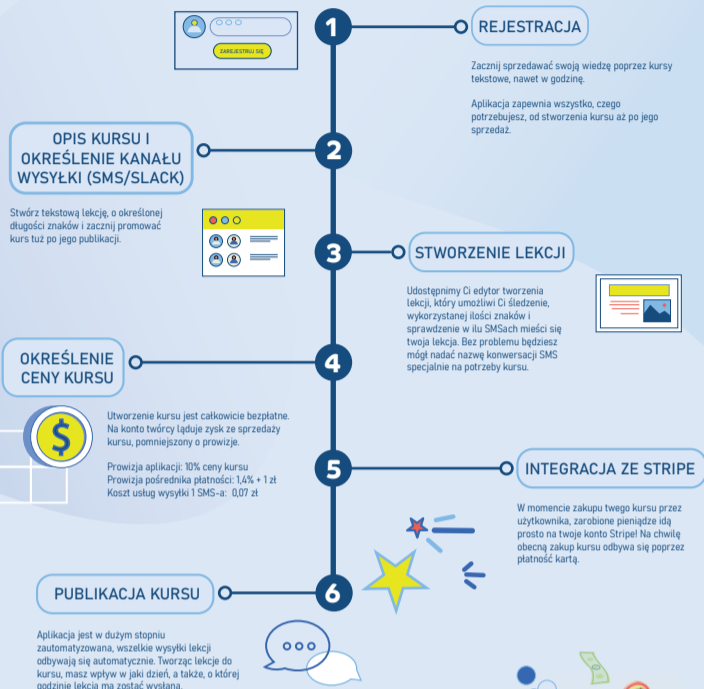 ZAREJESTRUJ SIĘ
1
REJESTRACJA
Zacznij sprzedawać swoją wiedzę poprzez kursy
tekstowe, nawet w godzinę.
Aplikacja zapewnia wszystko, czego
potrzebujesz, od stworzenia kursu aż po jego
sprzedaż.
2
OPIS KURSU I
OKREŚLENIE KANAŁU
WYSYŁKI (SMS/SLACK)
Stwórz tekstową lekcję, o określonej
długości znaków i zacznij promować
kurs tuż po jego publikacji.
3
STWORZENIE LEKCJI
Udostępnimy Ci edytor tworzenia
lekcji, który umożliwi Ci śledzenie,
wykorzystanej ilości znaków i
sprawdzenie w ilu SMSach mieści się
twoja lekcja. Bez problemu będziesz
mógł nadać nazwę konwersacji SMS
specjalnie na potrzeby kursu.
4
OKREŚLENIE
CENY KURSU
$
Utworzenie kursu jest całkowicie bezpłatne.
Na konto twórcy ląduje zysk ze sprzedaży
kursu, pomniejszony o prowizje.
Prowizja aplikacji: 10% ceny kursu
Prowizja pośrednika płatności: 1,4% + 1 zł
Koszt usług wysyłki 1 SMS-a: 0,07 zł
5
INTEGRACJA ZE STRIPE
W momencie zakupu twego kursu przez
użytkownika, zarobione pieniądze idą
prosto na twoje konto Stripe! Na chwilę
obecną zakup kursu odbywa się poprzez
płatność kartą.
6
PUBLIKACJA KURSU
Aplikacja jest w dużym stopniu
zautomatyzowana, wszelkie wysyłki lekcji
odbywają się automatycznie. Tworząc lekcje do
kursu, masz wpływ w jaki dzień, a także, o której
godzinie lekcja ma zostać wysłana.